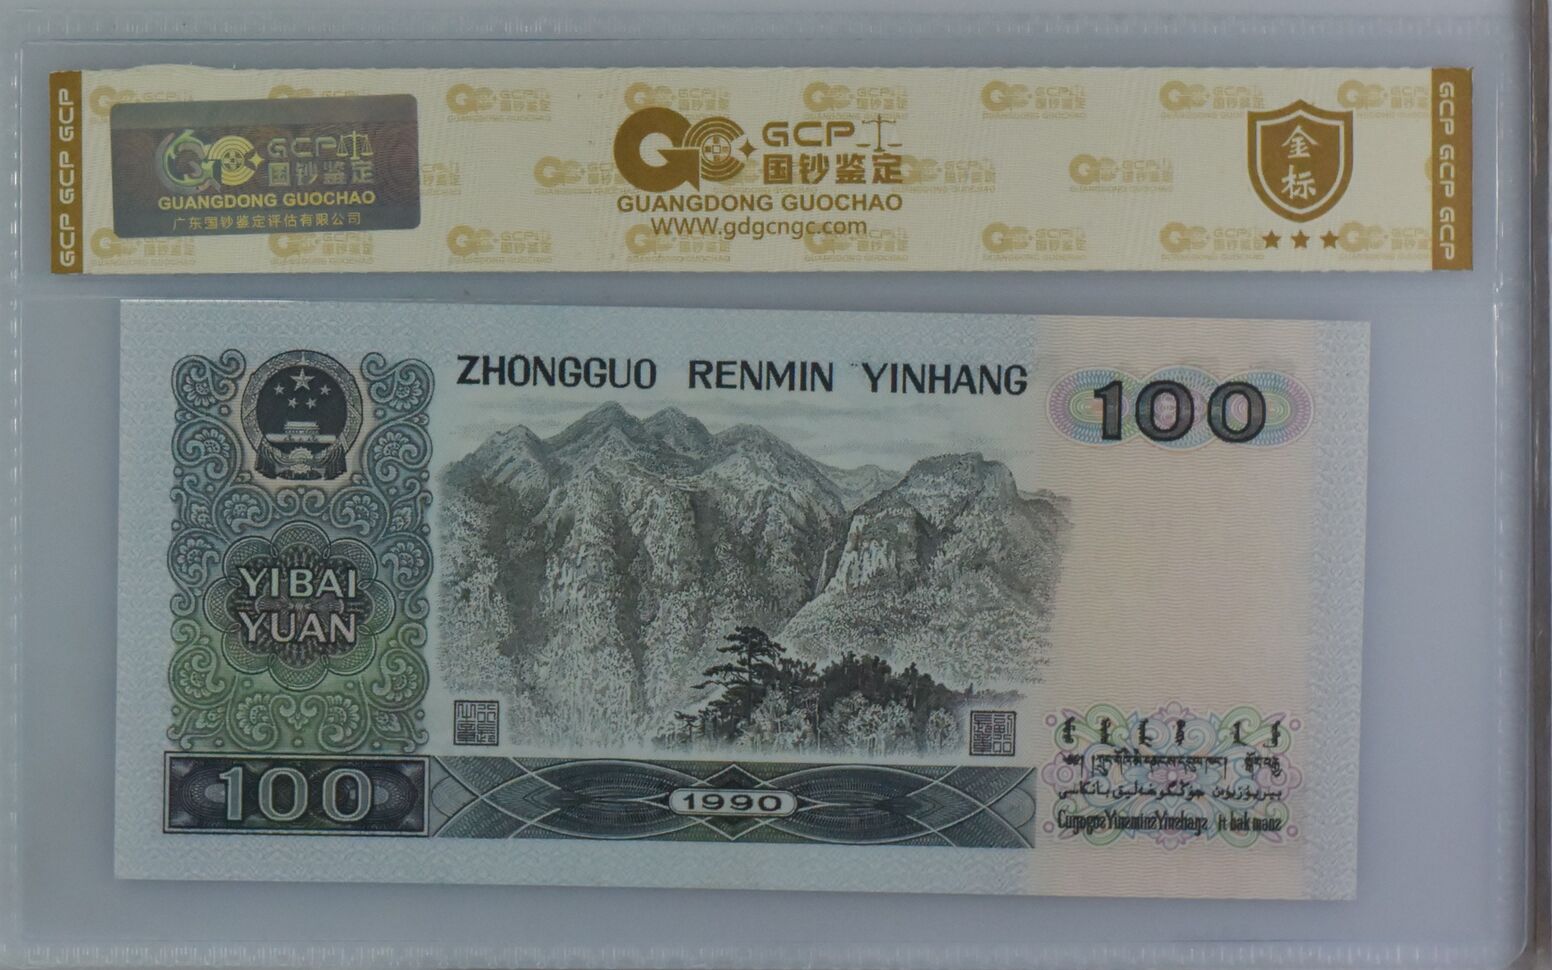 GCP GCP GCP
GCP
国钞鉴定
GUANGDONG GUOCHAO
广东国钞鉴定评估有限公司
GCP
国钞鉴定
GUANGDONG GUOCHAO
WWW.gdgcngc.com
金
标
GCP GCP GCP
ZHONGGUO RENMIN YINHANG
100
YIBAI
YUAN
100
1990